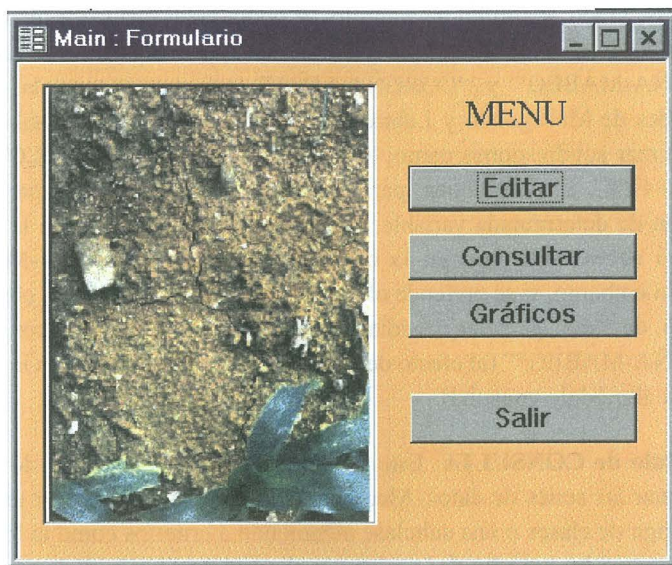 Main : Formulario
MENU
Editar
Consultar
Gráficos
Salir